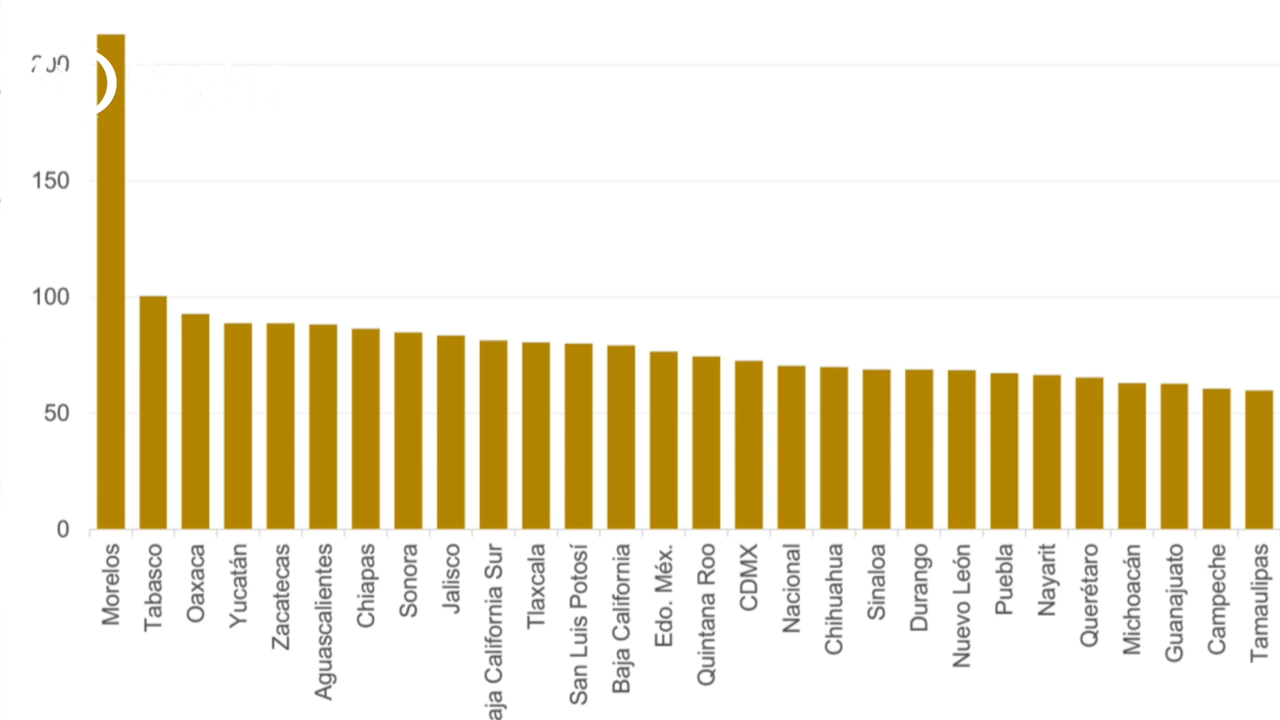 200
150
100
50
0
Morelos
Tabasco
Oaxaca
Yucatán
Zacatecas
Aguascalientes
Chiapas
Sonora
Jalisco
aja California Sur
Tlaxcala
San Luis Potosí
Baja California
Edo. Méx.
Quintana Roo
CDMX
Nacional
Chihuahua
Sinaloa
Durango
Nuevo León
Puebla
Nayarit
Querétaro
Michoacán
Guanajuato
Campeche
Tamaulipas